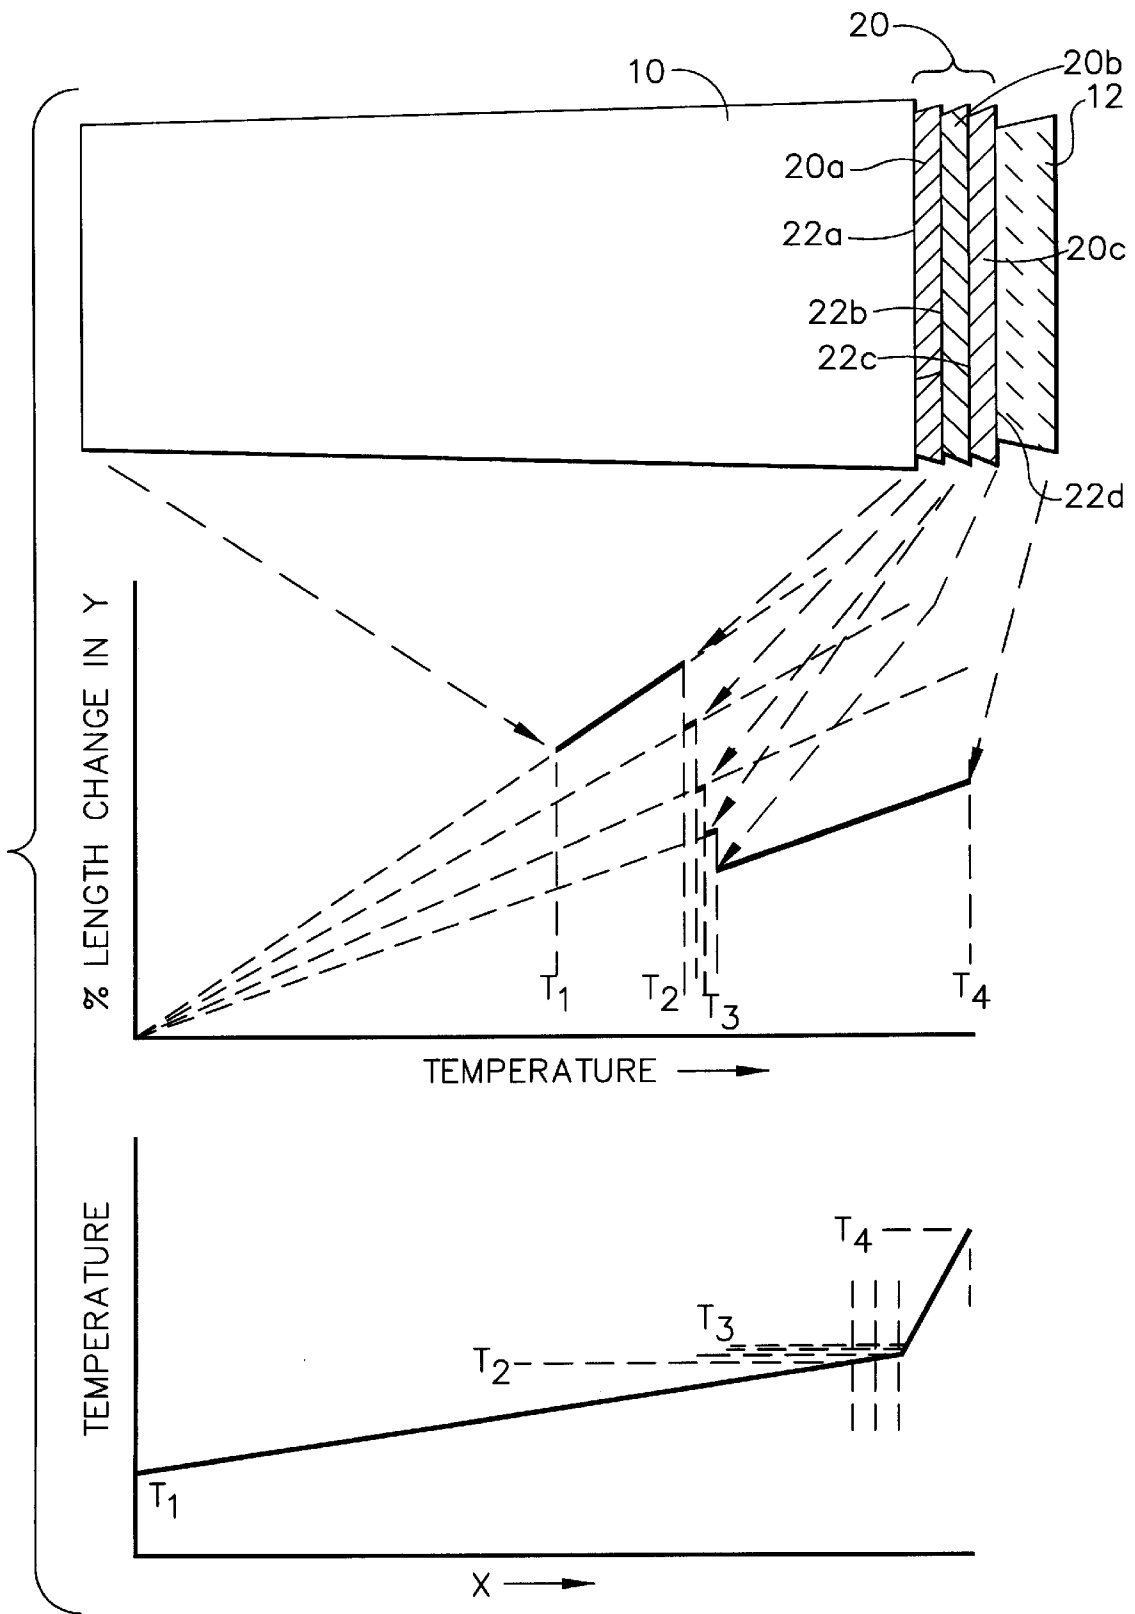 20
10
20b
12
20a
22a
20c
22b
22c
22d
% LENGTH CHANGE IN Y
T1
T2
T3
T4
TEMPERATURE
TEMPERATURE
T4
T3
T2
T1
X